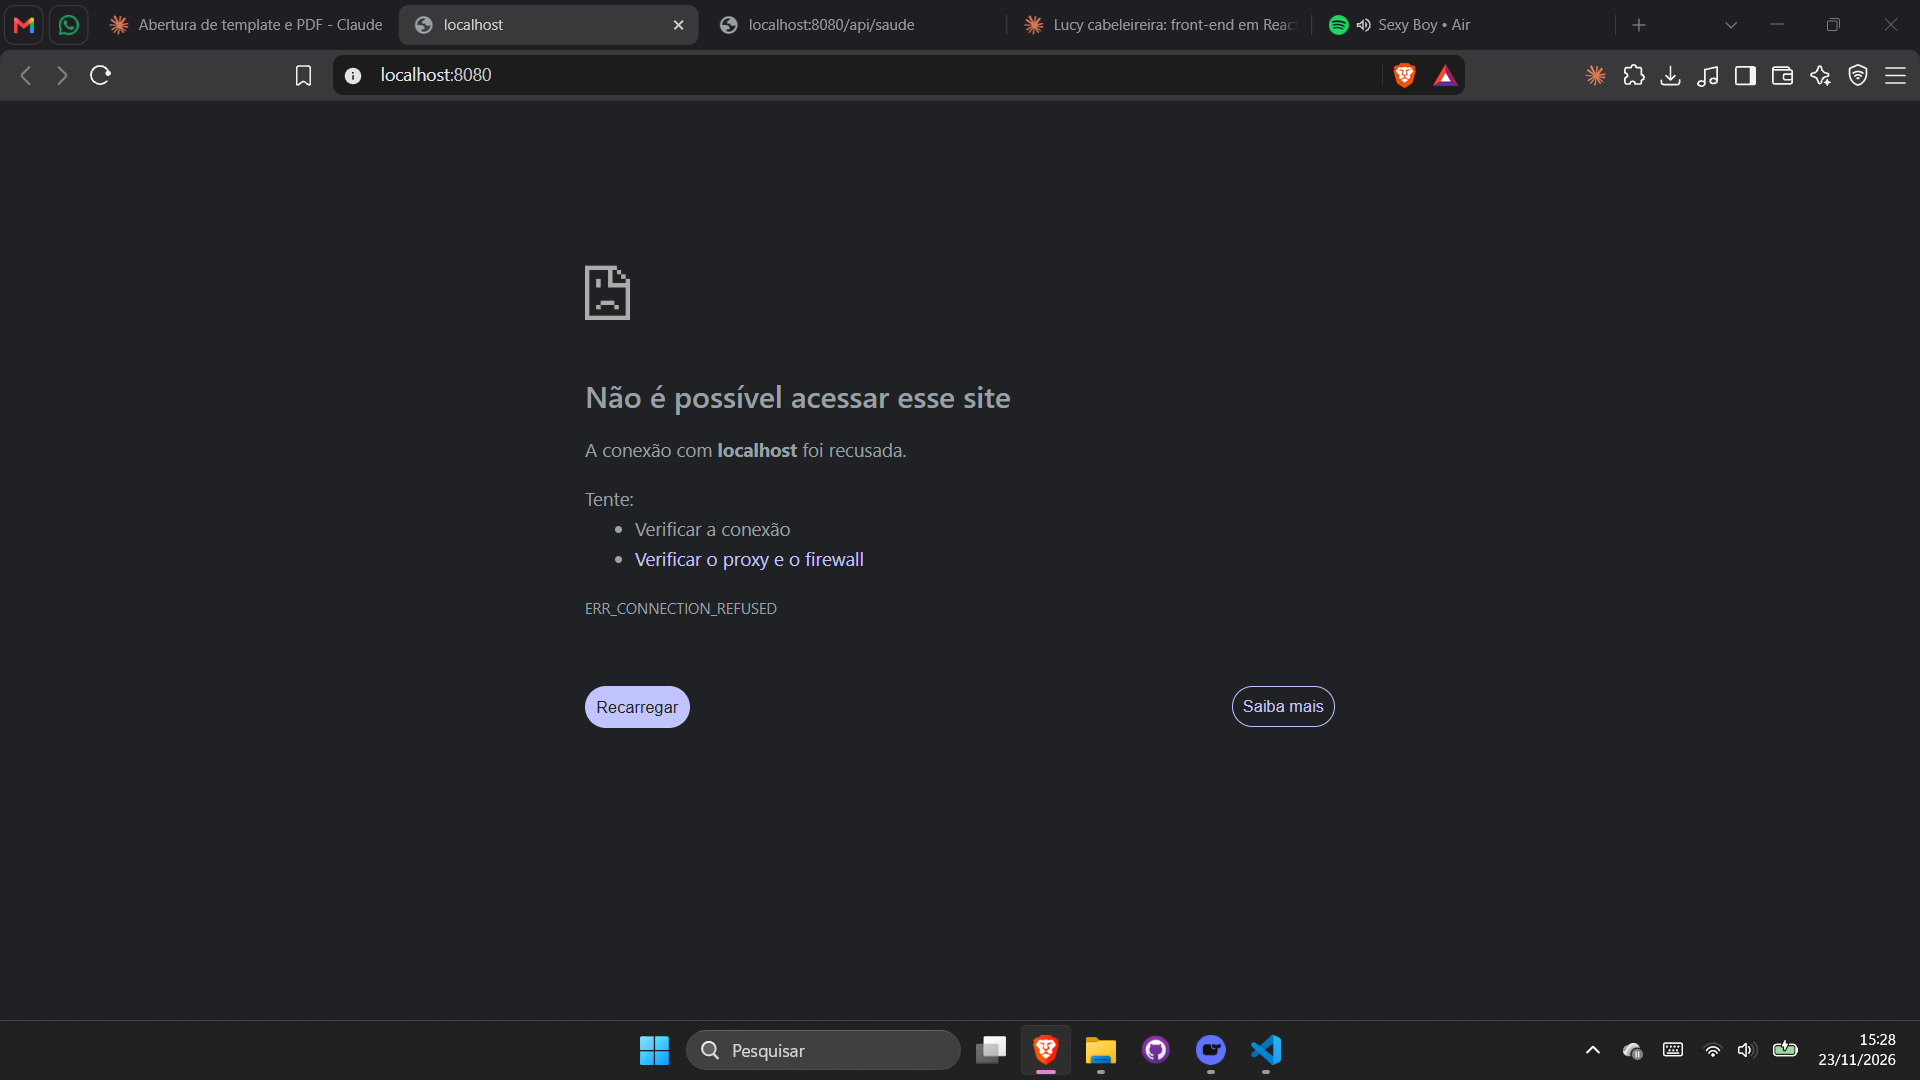 Abertura de template e PDF - Claude
localhost
localhost:8080/api/saude
Lucy cabeleireira: front-end em Reac
Sexy Boy • Air
localhost:8080
Não é possível acessar esse site
A conexão com localhost foi recusada.
Tente:
• Verificar a conexão
• Verificar o proxy e o firewall
ERR_CONNECTION_REFUSED
Recarregar
Saiba mais
Pesquisar
15:28
23/11/2026